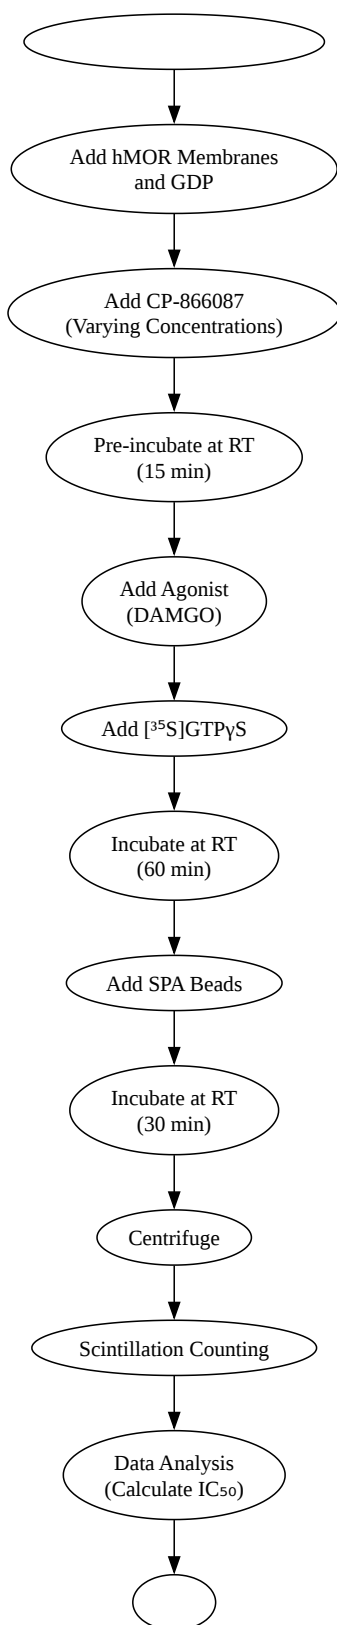 Add hMOR Membranes
and GDP
Add CP-866087
(Varying Concentrations)
Pre-incubate at RT
(15 min)
Add Agonist
(DAMGO)
Add [³⁵S]GTPγS
Incubate at RT
(60 min)
Add SPA Beads
Incubate at RT
(30 min)
Centrifuge
Scintillation Counting
Data Analysis
(Calculate IC₅₀)